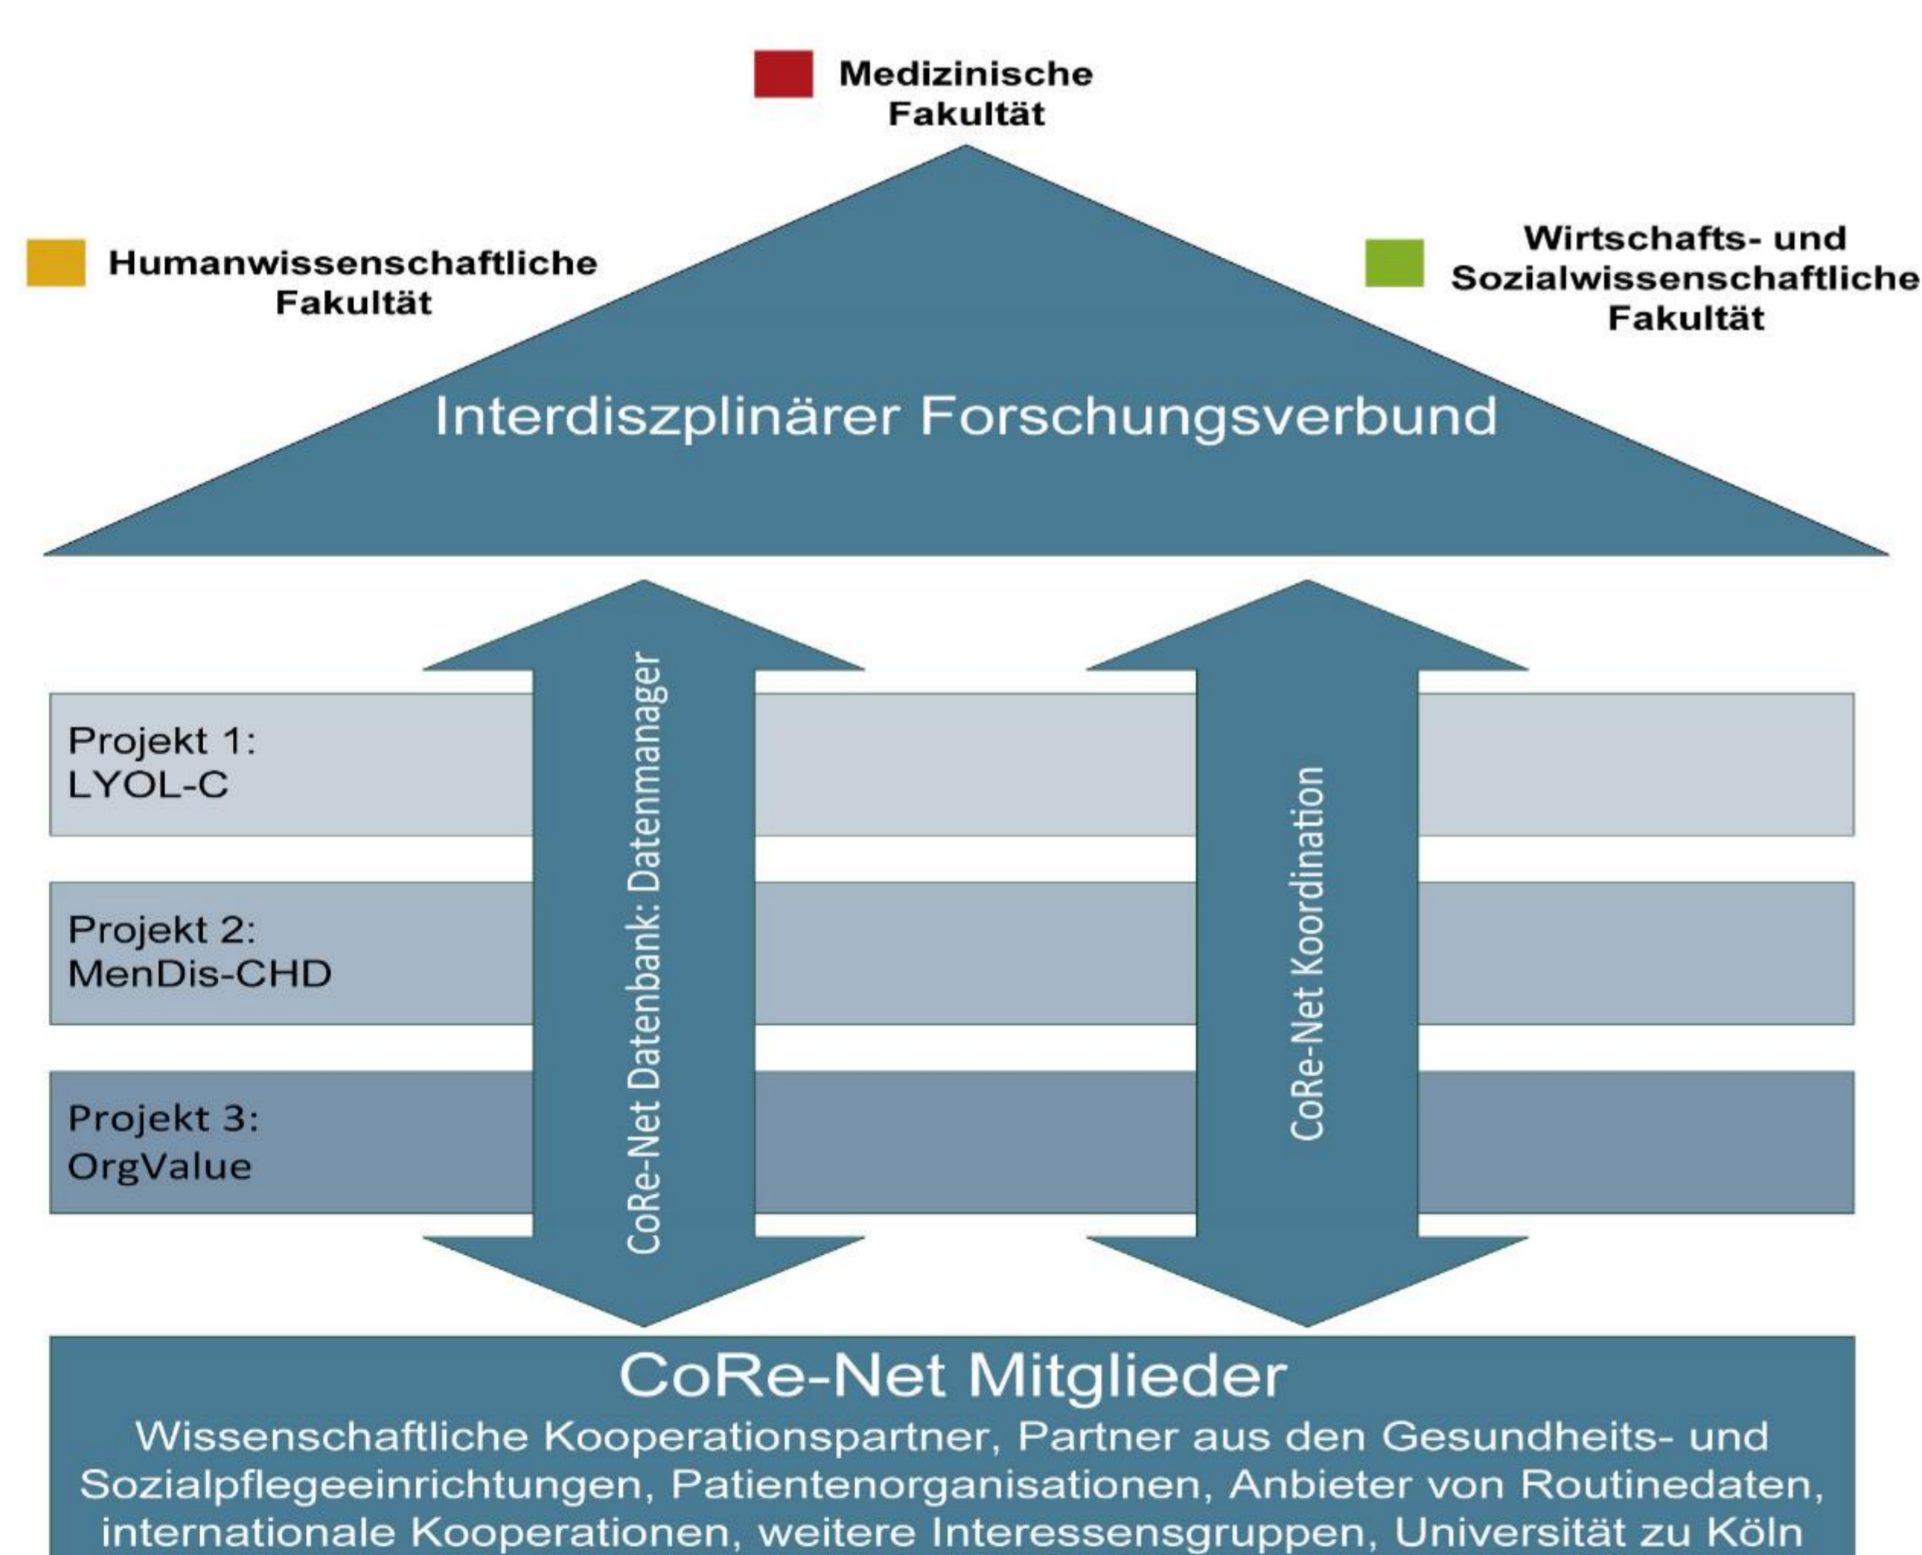 Medizinische
Fakultät
Humanwissenschaftliche
Fakultät
Wirtschafts- und
Sozialwissenschaftliche
Fakultät
Interdiszplinärer Forschungsverbund
Projekt 1:
LYOL-C
Projekt 2:
MenDis-CHD
Projekt 3:
OrgValue
CoRe-Net Datenbank: Datenmanager
CoRe-Net Koordination
CoRe-Net Mitglieder
Wissenschaftliche Kooperationspartner, Partner aus den Gesundheits- und
Sozialpflegeeinrichtungen, Patientenorganisationen, Anbieter von Routinedaten,
internationale Kooperationen, weitere Interessensgruppen, Universität zu Köln